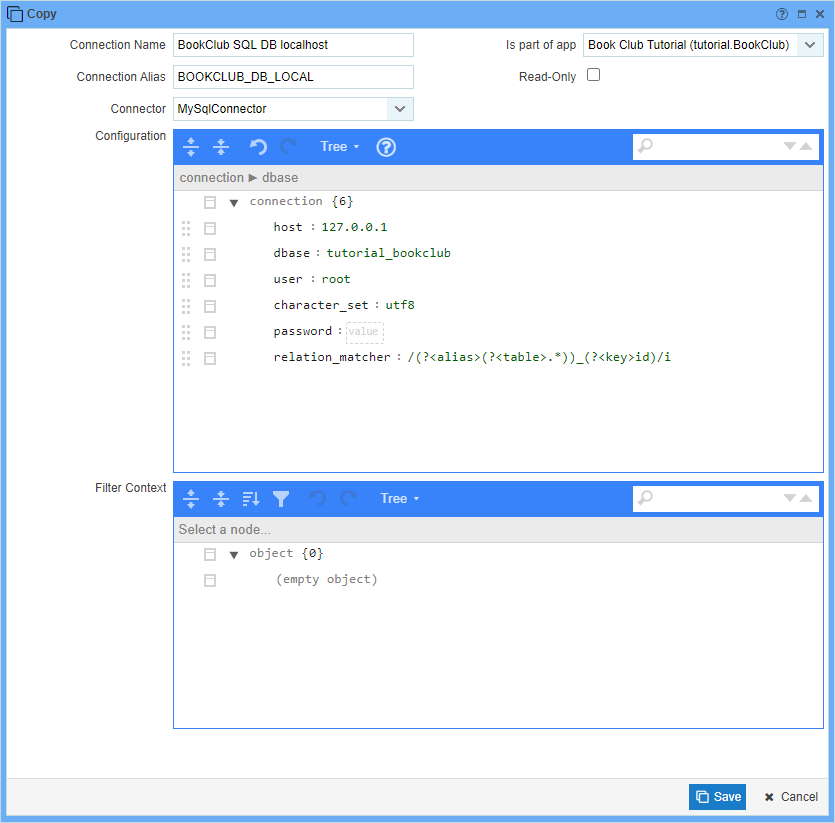 Copy
Connection Name BookClub SQL DB localhost Is part of app Book Club Tutorial (tutorial.BookClub)
Connection Alias BOOKCLUB_DB_LOCAL Read-Only
Connector MySqlConnector
Configuration Tree
connection ▶ dbase
connection {6}
host : 127.0.0.1
dbase : tutorial_bookclub
user : root
character_set : utf8
password : value
relation_matcher : /(?<alias>(?<table>.*))_(?<key>id)/i
Filter Context Tree
Select a node...
object {0}
(empty object)
Save Cancel